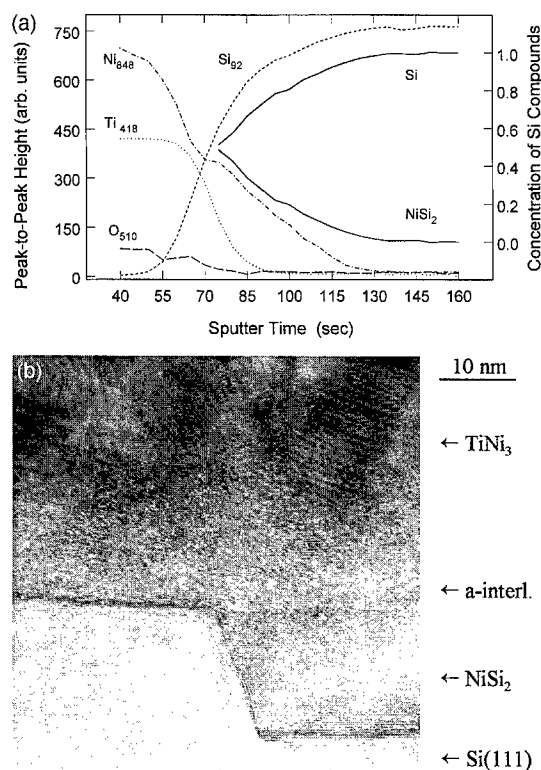 (a)
750
600
450
300
150
0
Peak-to-Peak Height (arb. units)
Ni848
Ti 418
O510
Si92
Si
NiSi2
1.0
0.8
0.6
0.4
0.2
0.0
Concentration of Si Compounds
40 55 70 85 100 115 130 145 160
Sputter Time (sec)
(b)
10 nm
← TiNi3
← a-interl.
← NiSi2
← Si(111)